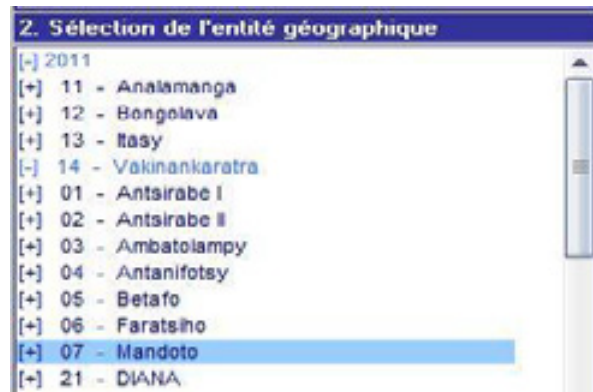 2. Sélection de l'entité géographique
[-] 2011
[+] 11 - Analamanga
[+] 12 - Bongolava
[+] 13 - Itasy
[-] 14 - Vakinankaratra
[+] 01 - Antsirabe I
[+] 02 - Antsirabe II
[+] 03 - Ambatolampy
[+] 04 - Antanifotsy
[+] 05 - Betafo
[+] 06 - Faratsiho
[+] 07 - Mandoto
[+] 21 - DIANA